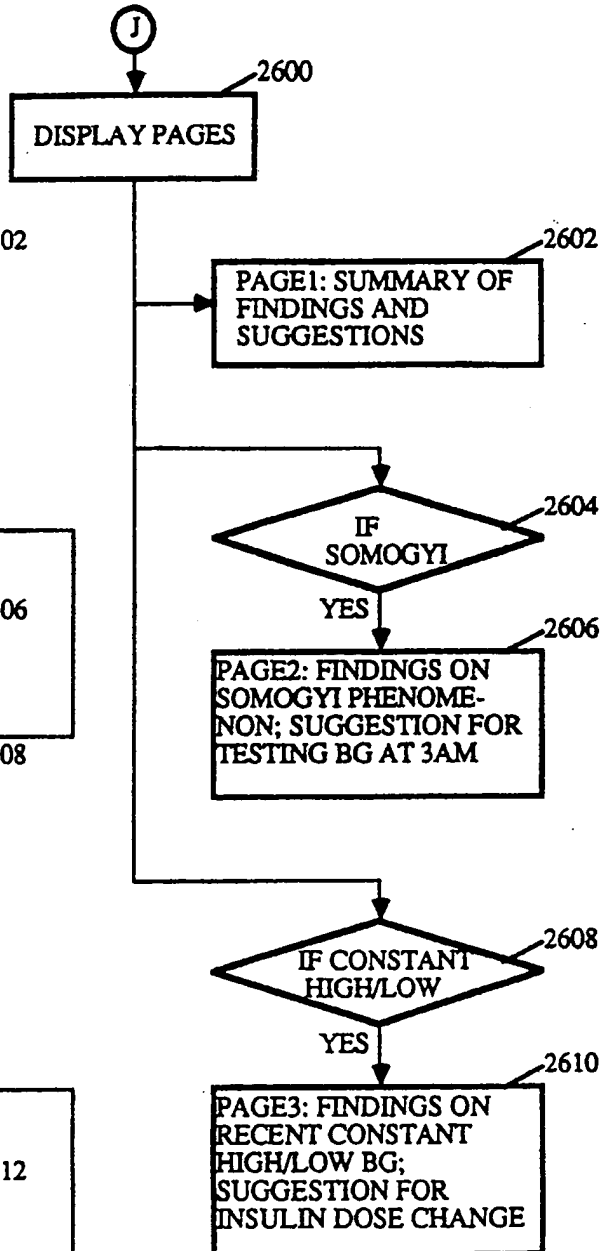 J
2600
DISPLAY PAGES
02
2602
PAGE1: SUMMARY OF
FINDINGS AND
SUGGESTIONS
2604
IF
SOMOGYI
06
YES
2606
PAGE2: FINDINGS ON
SOMOGYI PHENOME-
NON; SUGGESTION FOR
TESTING BG AT 3AM
08
2608
IF CONSTANT
HIGH/LOW
YES
2610
PAGE3: FINDINGS ON
RECENT CONSTANT
HIGH/LOW BG;
SUGGESTION FOR
INSULIN DOSE CHANGE
12